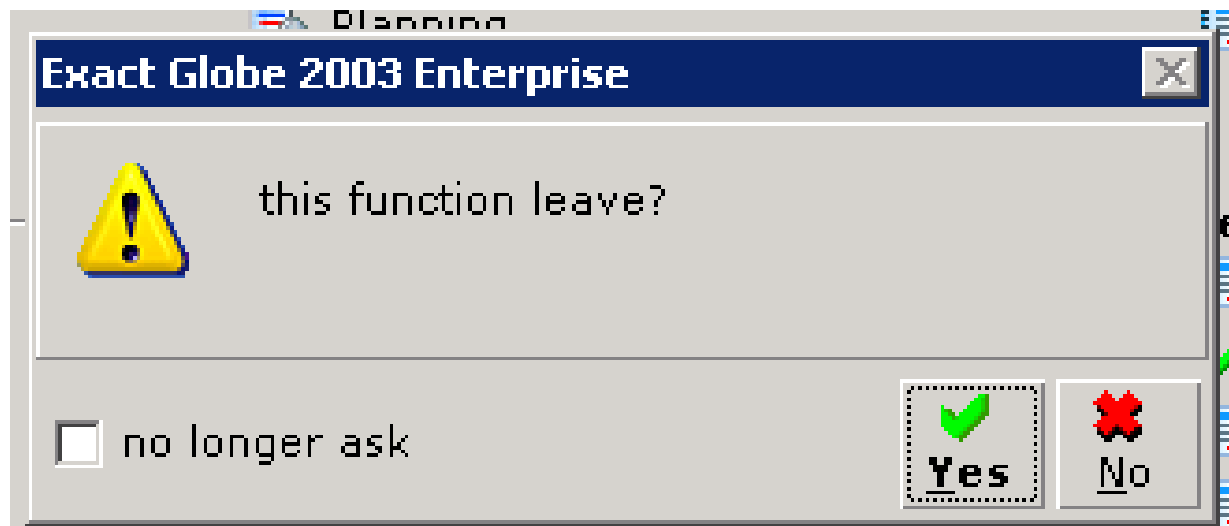 Planning
Exact Globe 2003 Enterprise
this function leave?
no longer ask
Yes
No